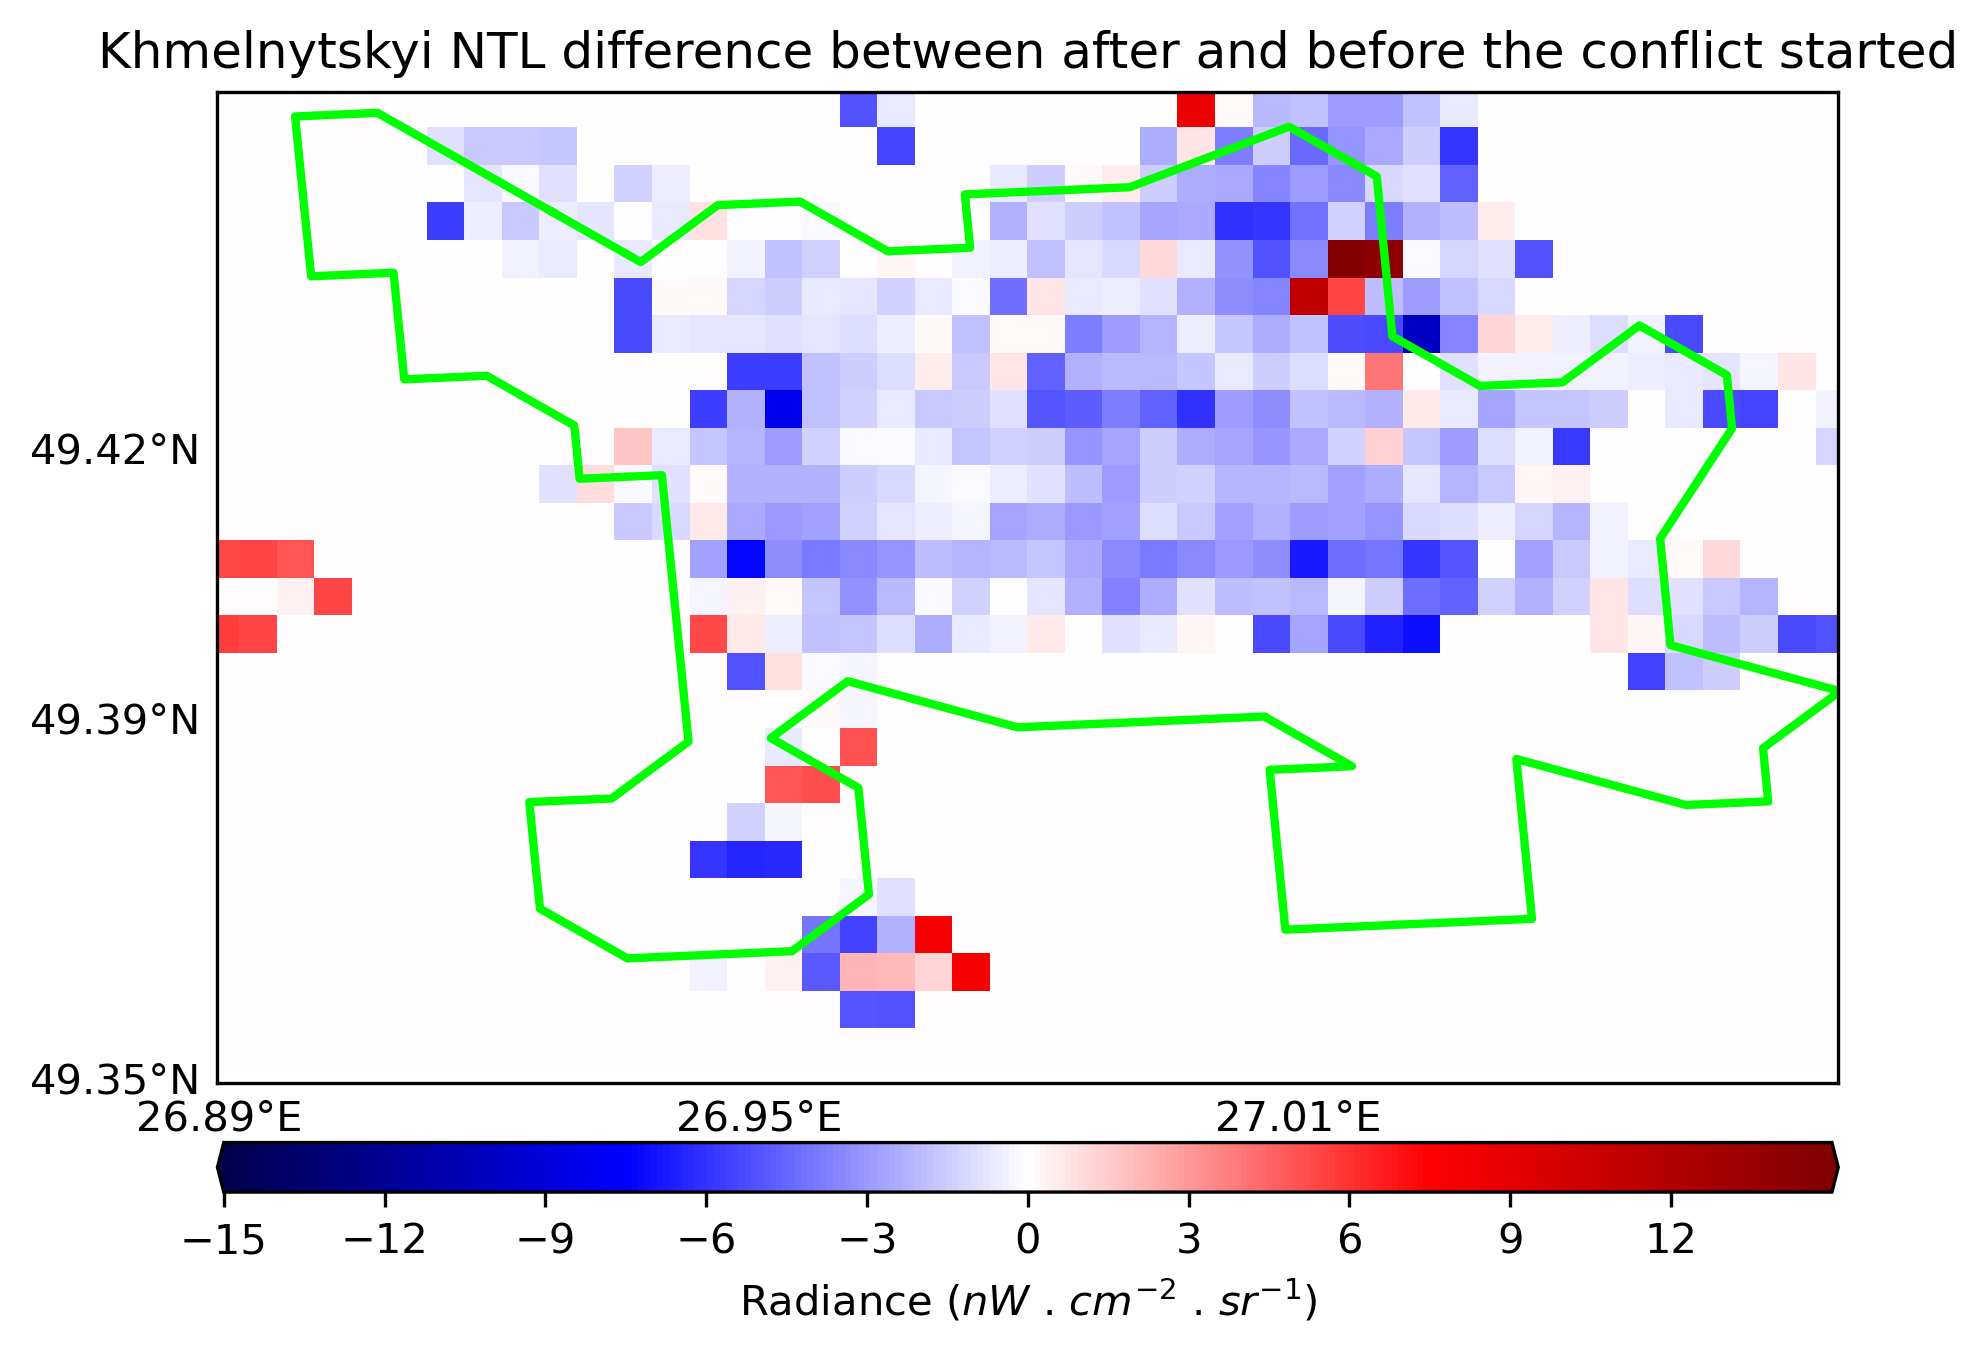 Khmelnytskyi NTL difference between after and before the conflict started
49.42°N
49.39°N
49.35°N
26.89°E 26.95°E 27.01°E
−15 −12 −9 −6 −3 0 3 6 9 12
Radiance (nW . cm⁻² . sr⁻¹)